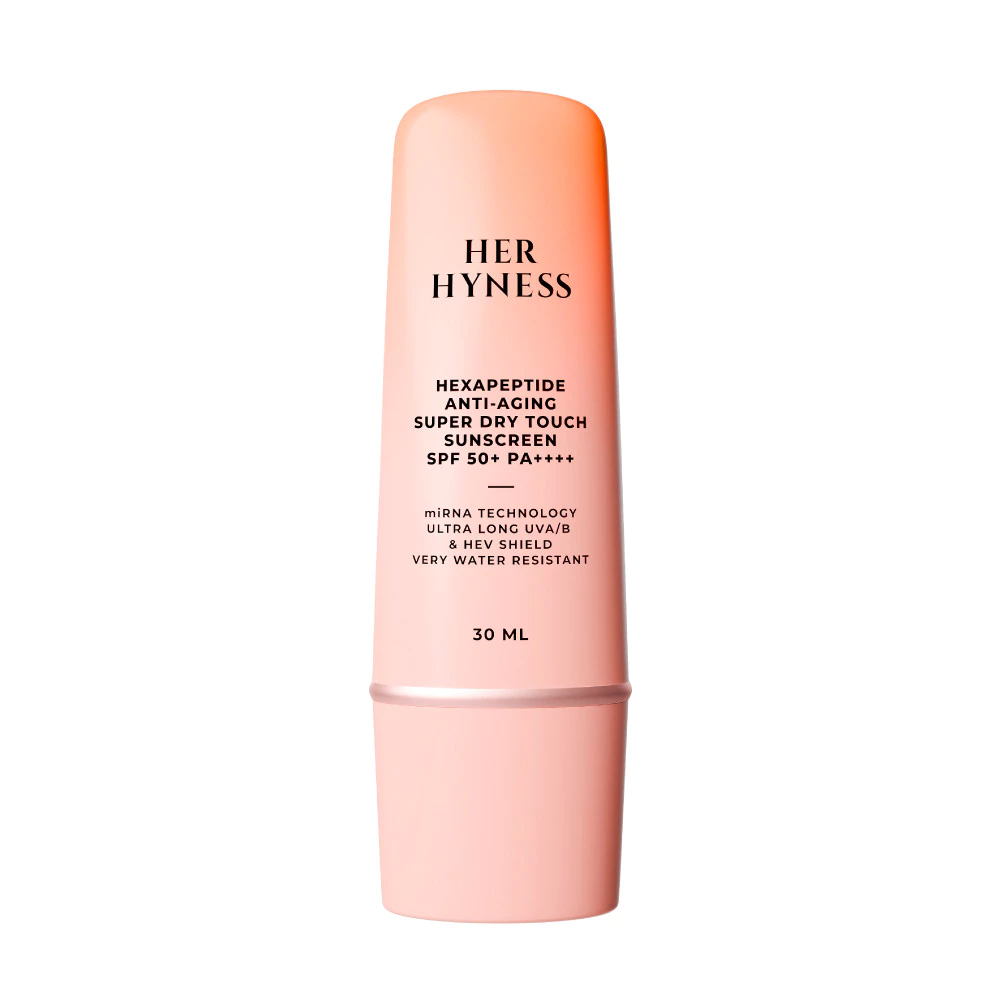 HER
HYNESS
HEXAPEPTIDE
ANTI-AGING
SUPER DRY TOUCH
SUNSCREEN
SPF 50+ PA++++
miRNA TECHNOLOGY
ULTRA LONG UVA/B
& HEV SHIELD
VERY WATER RESISTANT
30 ML